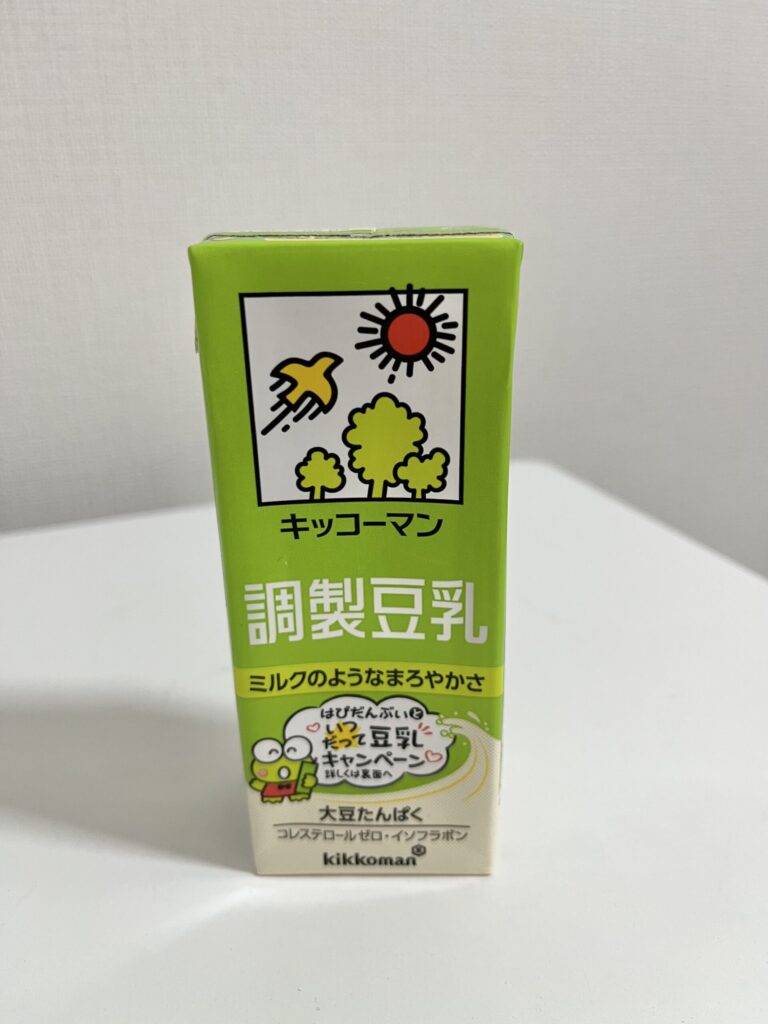 キッコーマン
調製豆乳
ミルクのようなまろやかさ
はぴだんぶいと
いつ
だって豆乳
キャンペーン
詳しくは裏面へ
大豆たんぱく
コレステロールゼロ・イソフラボン
kikkoman